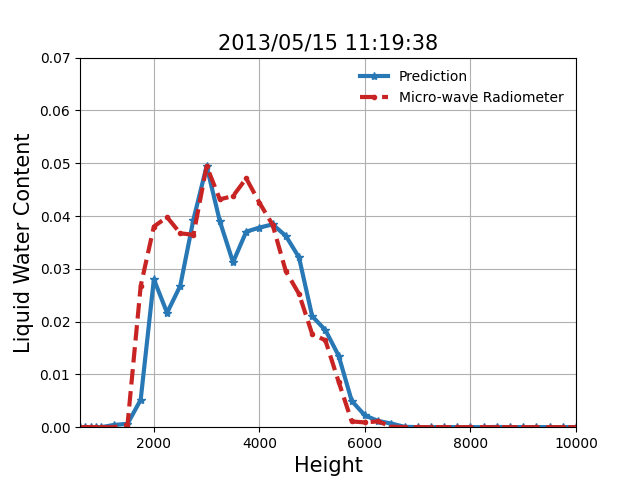 2013/05/15 11:19:38
Prediction
Micro-wave Radiometer
Liquid Water Content
0.07
0.06
0.05
0.04
0.03
0.02
0.01
0.00
2000 4000 6000 8000 10000
Height